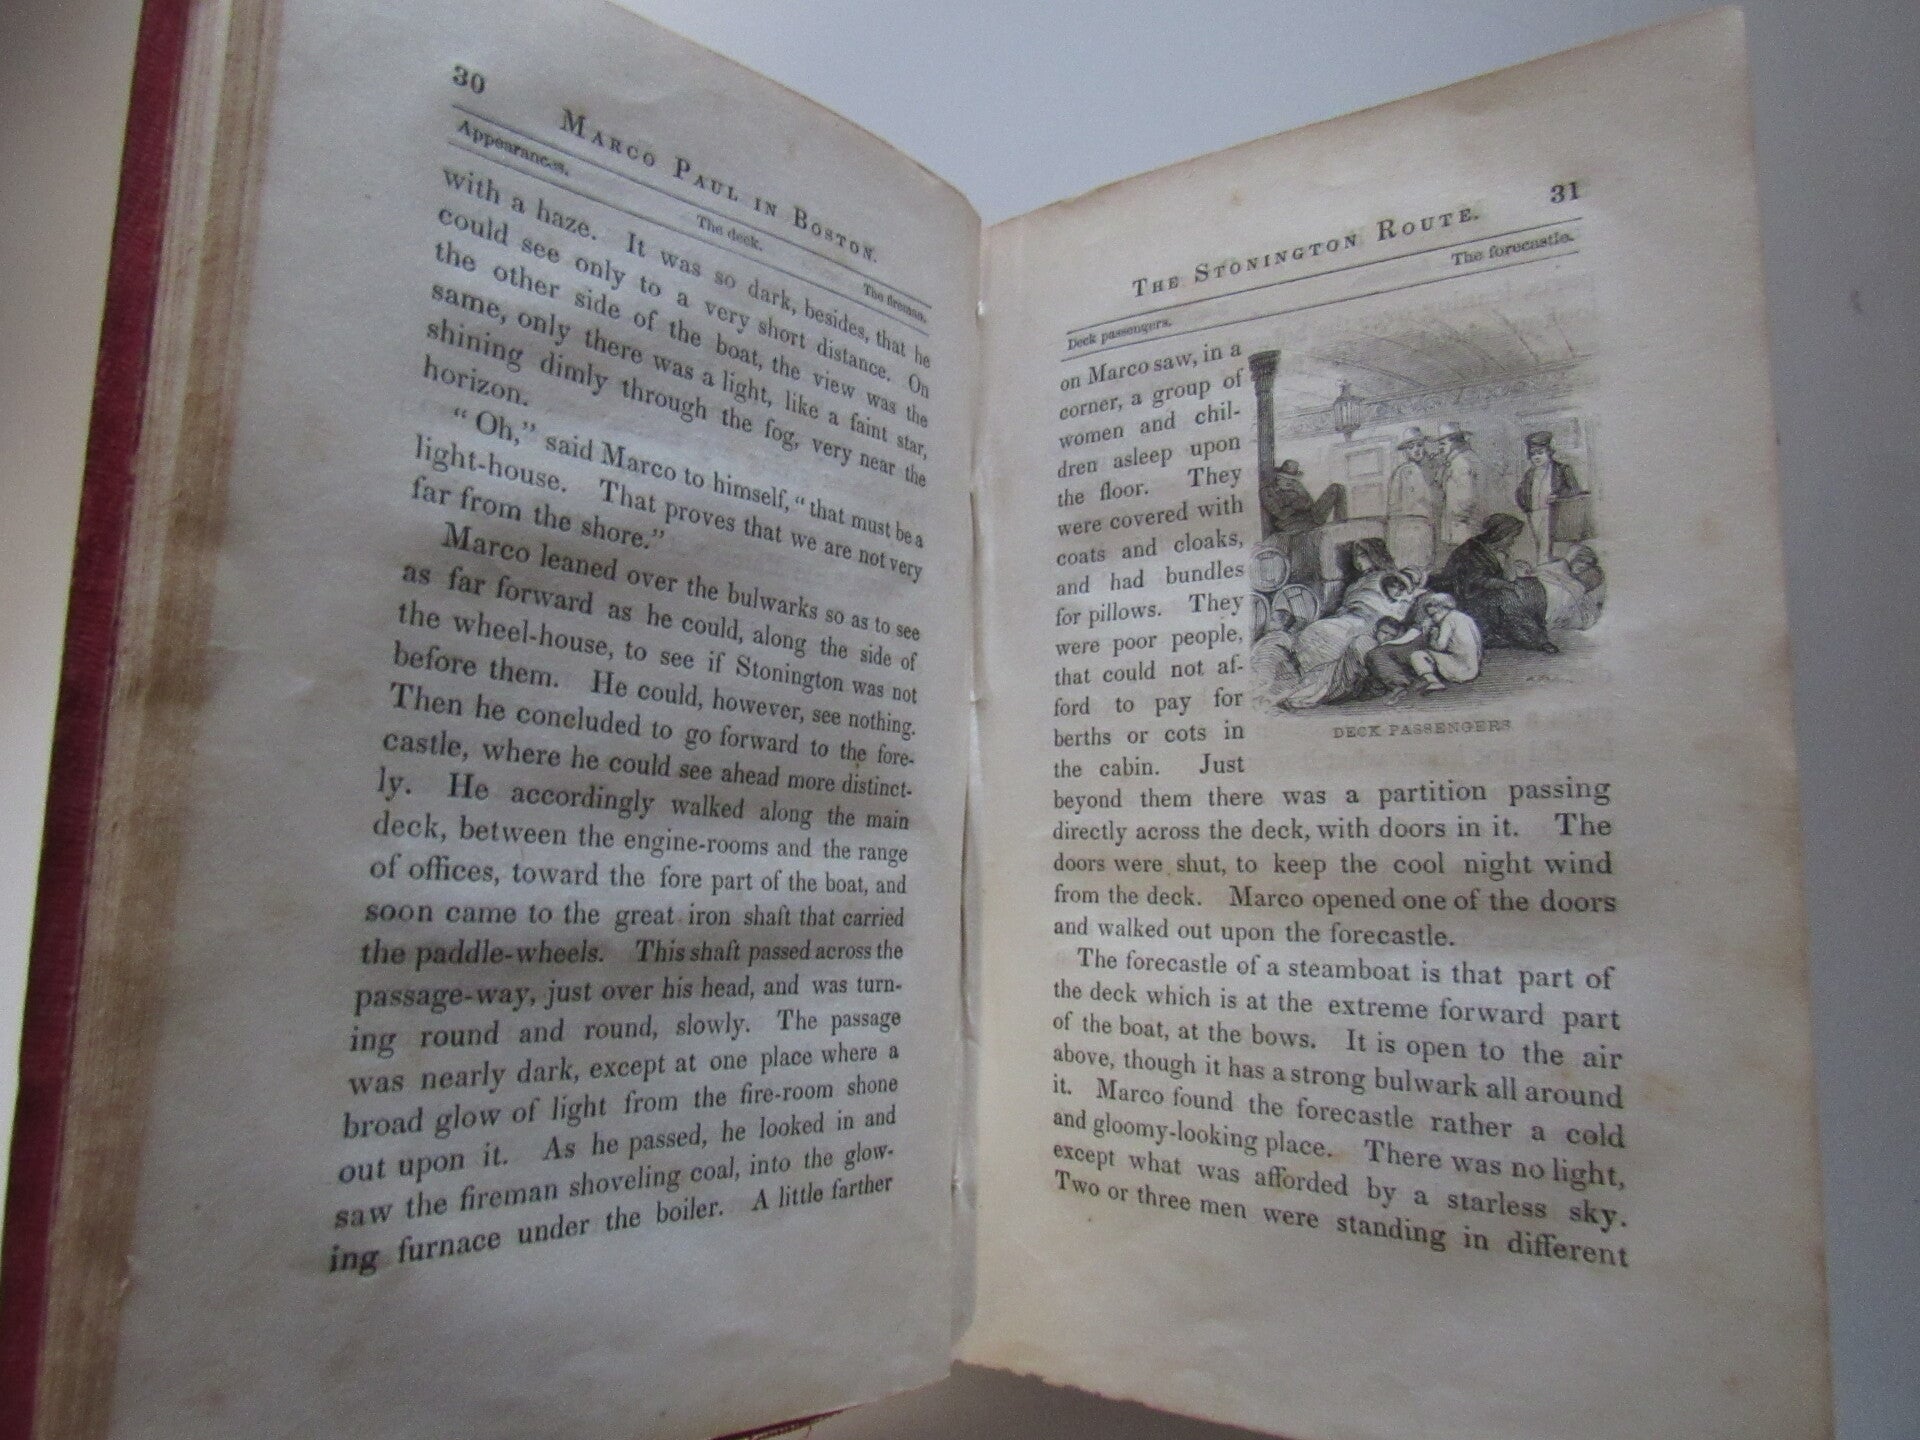 30
MARCO PAUL IN BOSTON.
Appearances. The deck. The fireman.
with a haze. It was so dark, besides, that he
could see only to a very short distance. On
the other side of the boat, the view was the
same, only there was a light, like a faint star,
shining dimly through the fog, very near the
horizon.
“ Oh,” said Marco to himself, “ that must be a
light-house. That proves that we are not very
far from the shore.”
Marco leaned over the bulwarks so as to see
as far forward as he could, along the side of
the wheel-house, to see if Stonington was not
before them. He could, however, see nothing.
Then he concluded to go forward to the fore-
castle, where he could see ahead more distinct-
ly. He accordingly walked along the main
deck, between the engine-rooms and the range
of offices, toward the fore part of the boat, and
soon came to the great iron shaft that carried
the paddle-wheels. This shaft passed across the
passage-way, just over his head, and was turn-
ing round and round, slowly. The passage
was nearly dark, except at one place where a
broad glow of light from the fire-room shone
out upon it. As he passed, he looked in and
saw the fireman shoveling coal, into the glow-
ing furnace under the boiler. A little farther
THE STONINGTON ROUTE. 31
Deck passengers. The forecastle.
on Marco saw, in a
corner, a group of
women and chil-
dren asleep upon
the floor. They
were covered with
coats and cloaks,
and had bundles
for pillows. They
were poor people,
that could not af-
ford to pay for
berths or cots in
the cabin. Just
DECK PASSENGERS
beyond them there was a partition passing
directly across the deck, with doors in it. The
doors were shut, to keep the cool night wind
from the deck. Marco opened one of the doors
and walked out upon the forecastle.
The forecastle of a steamboat is that part of
the deck which is at the extreme forward part
of the boat, at the bows. It is open to the air
above, though it has a strong bulwark all around
it. Marco found the forecastle rather a cold
and gloomy-looking place. There was no light,
except what was afforded by a starless sky.
Two or three men were standing in different